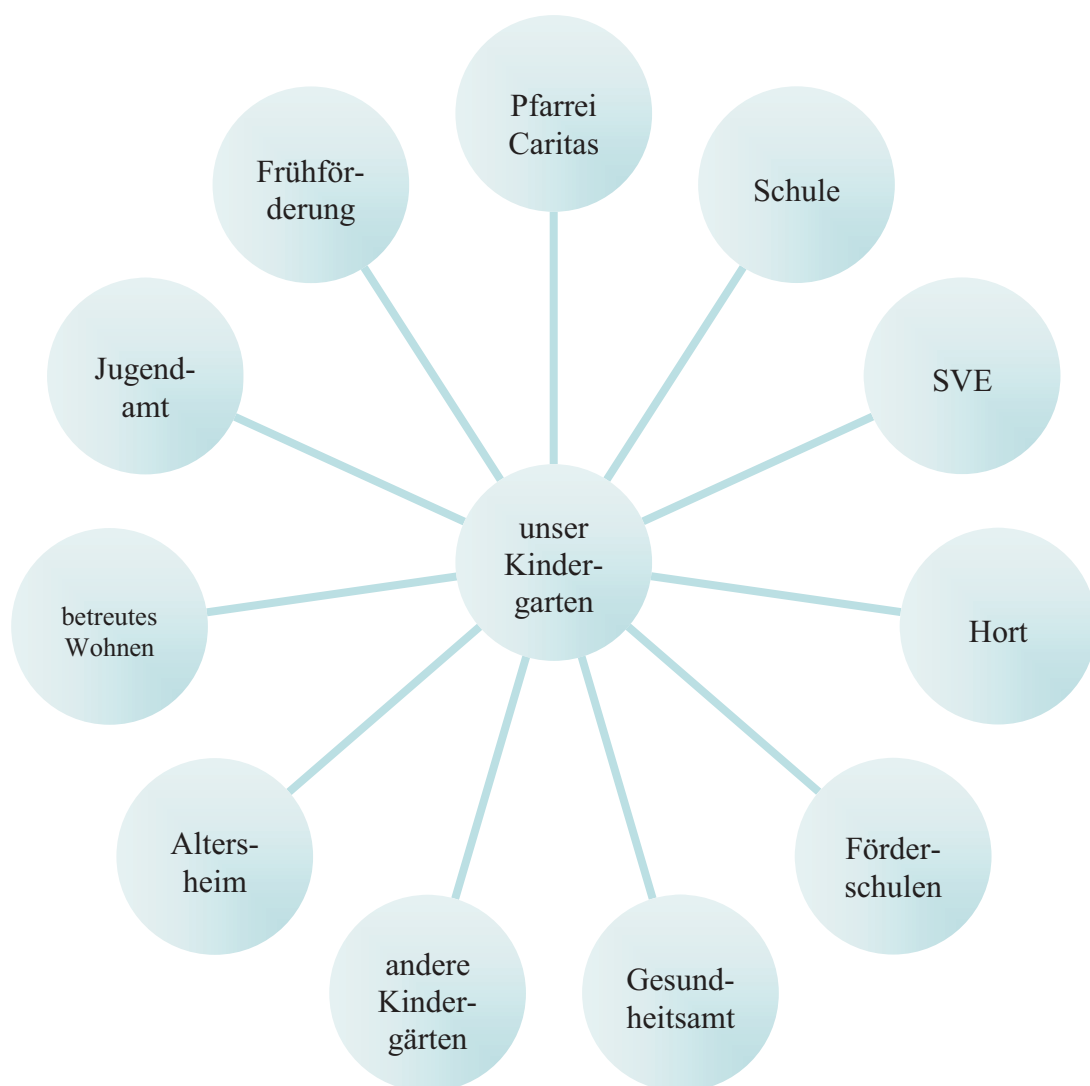 Pfarrei
Caritas
Schule
SVE
Hort
Förder-
schulen
Gesund-
heitsamt
andere
Kinder-
gärten
Alters-
heim
betreutes
Wohnen
Jugend-
amt
Frühför-
derung
unser
Kinder-
garten